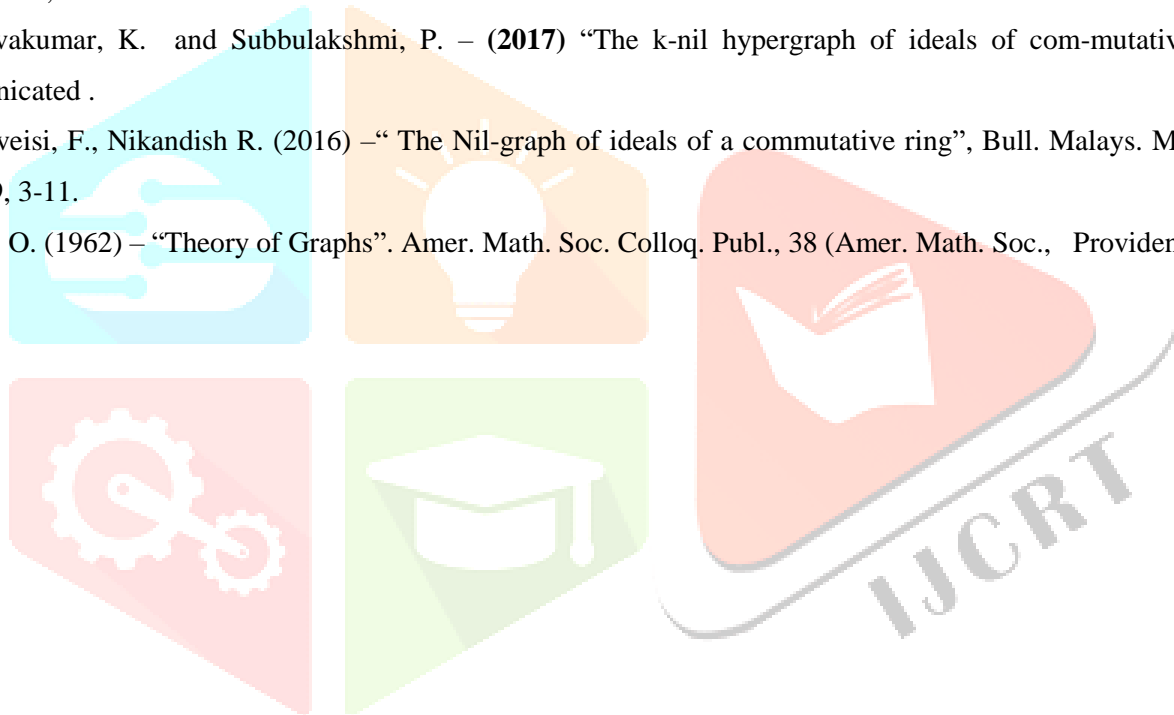 vakumar, K. and Subbulakshmi, P. – (2017) “The k-nil hypergraph of ideals of com-mutativ
nicated .
veisi, F., Nikandish R. (2016) –“ The Nil-graph of ideals of a commutative ring”, Bull. Malays. M
, 3-11.
O. (1962) – “Theory of Graphs”. Amer. Math. Soc. Colloq. Publ., 38 (Amer. Math. Soc., Providen
IJCRT